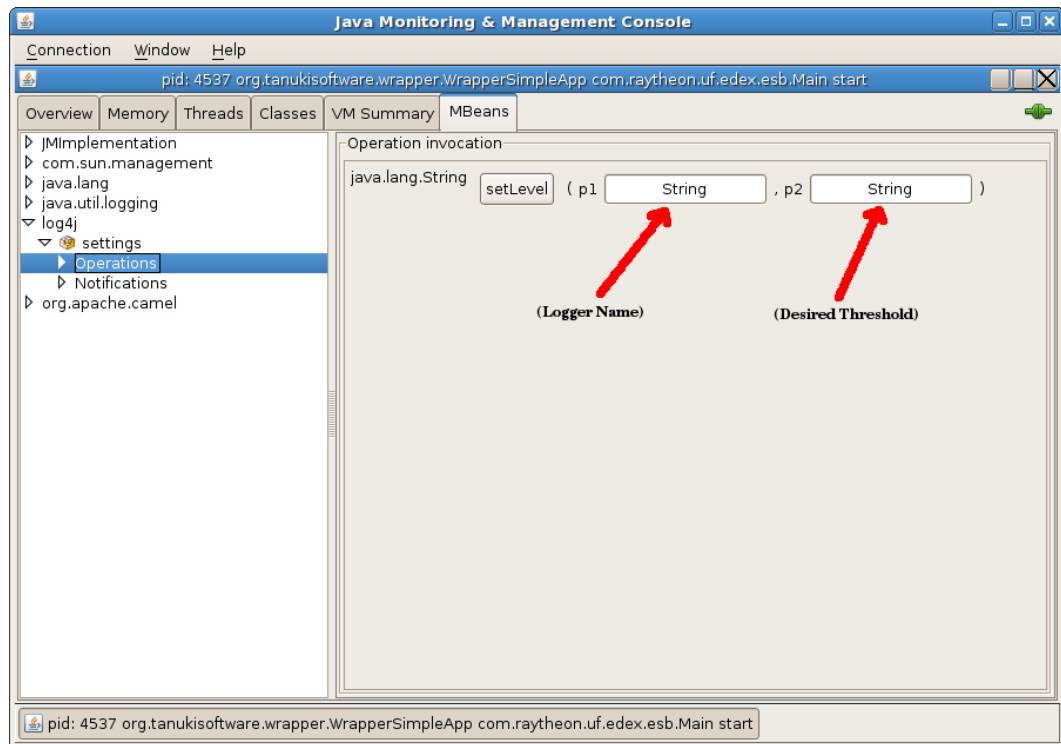 Java Monitoring & Management Console
Connection Window Help
pid: 4537 org.tanukisoftware.wrapper.WrapperSimpleApp com.raytheon.uf.edex.esb.Main start
Overview Memory Threads Classes VM Summary MBeans
JMImplementation
com.sun.management
java.lang
java.util.logging
log4j
settings
Operations
Notifications
org.apache.camel
Operation invocation
java.lang.String setLevel ( p1 String , p2 String )
(Logger Name) (Desired Threshold)
pid: 4537 org.tanukisoftware.wrapper.WrapperSimpleApp com.raytheon.uf.edex.esb.Main start